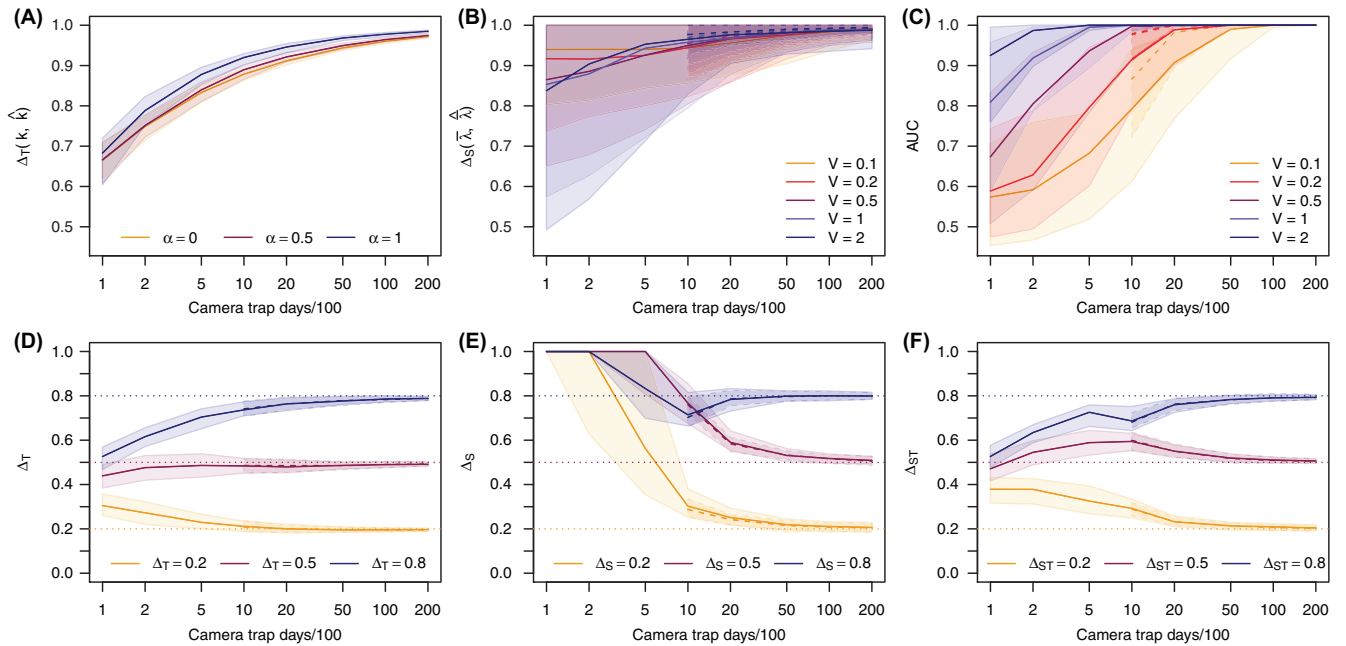 (A)
1.0
0.9
0.8
0.7
0.6
0.5
Δ_T( k, k̂)
α = 0 α = 0.5 α = 1
1 2 5 10 20 50 100 200
Camera trap days/100
(B)
1.0
0.9
0.8
0.7
0.6
0.5
Δ_S( λ̄, λ̄̂)
V = 0.1
V = 0.2
V = 0.5
V = 1
V = 2
1 2 5 10 20 50 100 200
Camera trap days/100
(C)
1.0
0.9
0.8
0.7
0.6
0.5
AUC
V = 0.1
V = 0.2
V = 0.5
V = 1
V = 2
1 2 5 10 20 50 100 200
Camera trap days/100
(D)
1.0
0.8
0.6
0.4
0.2
0.0
Δ_T
Δ_T = 0.2 Δ_T = 0.5 Δ_T = 0.8
1 2 5 10 20 50 100 200
Camera trap days/100
(E)
1.0
0.8
0.6
0.4
0.2
0.0
Δ_S
Δ_S = 0.2 Δ_S = 0.5 Δ_S = 0.8
1 2 5 10 20 50 100 200
Camera trap days/100
(F)
1.0
0.8
0.6
0.4
0.2
0.0
Δ_ST
Δ_ST = 0.2 Δ_ST = 0.5 Δ_ST = 0.8
1 2 5 10 20 50 100 200
Camera trap days/100